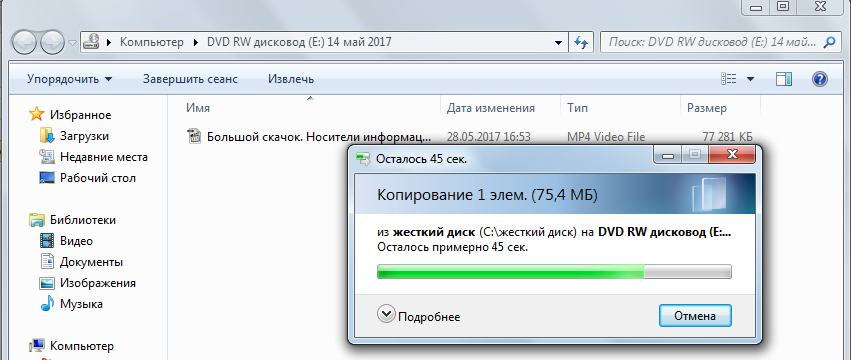 Компьютер ▸ DVD RW дисковод (E:) 14 май 2017
Поиск: DVD RW дисковод (E:) 14 май...
Упорядочить Завершить сеанс Извлечь
Имя Дата изменения Тип Размер
Избранное
Загрузки
Недавние места
Рабочий стол
Библиотеки
Видео
Документы
Изображения
Музыка
Компьютер
Большой скачок. Носители информац... 28.05.2017 16:53 MP4 Video File 77 281 КБ
Осталось 45 сек.
Копирование 1 элем. (75,4 МБ)
из жесткий диск (C:\жесткий диск) на DVD RW дисковод (E:...
Осталось примерно 45 сек.
Подробнее
Отмена